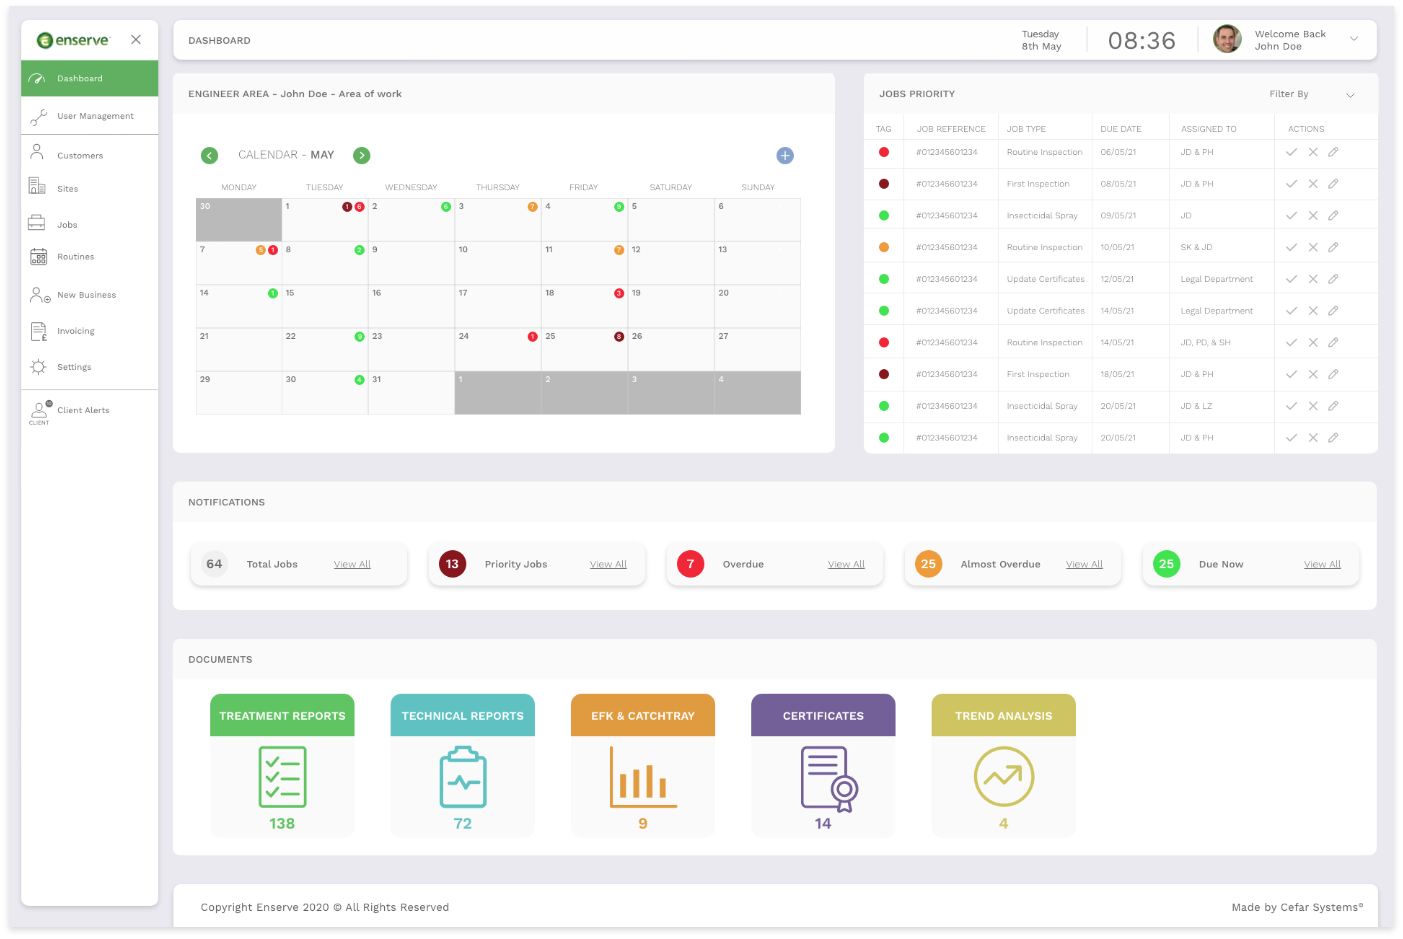 enserve
DASHBOARD
Tuesday
8th May
08:36
Welcome Back
John Doe
Dashboard
User Management
Customers
Sites
Jobs
Routines
New Business
Invoicing
Settings
Client Alerts
CLIENT
ENGINEER AREA - John Doe - Area of work
CALENDAR - MAY
MONDAY TUESDAY WEDNESDAY THURSDAY FRIDAY SATURDAY SUNDAY
30 1 1 6 2 6 3 7 4 9 5 6
7 5 1 8 2 9 10 11 7 12 13
14 1 15 16 17 18 3 19 20
21 22 9 23 24 1 25 8 26 27
29 30 4 31 1 2 3 4
JOBS PRIORITY Filter By
TAG JOB REFERENCE JOB TYPE DUE DATE ASSIGNED TO ACTIONS
#012345601234 Routine Inspection 06/05/21 JD & PH
#012345601234 First Inspection 08/05/21 JD & PH
#012345601234 Insecticidal Spray 09/05/21 JD
#012345601234 Routine Inspection 10/05/21 SK & JD
#012345601234 Update Certificates 12/05/21 Legal Department
#012345601234 Update Certificates 14/05/21 Legal Department
#012345601234 Routine Inspection 14/05/21 JD, PD, & SH
#012345601234 First Inspection 18/05/21 JD & PH
#012345601234 Insecticidal Spray 20/05/21 JD & LZ
#012345601234 Insecticidal Spray 20/05/21 JD & PH
NOTIFICATIONS
64 Total Jobs View All
13 Priority Jobs View All
7 Overdue View All
25 Almost Overdue View All
25 Due Now View All
DOCUMENTS
TREATMENT REPORTS
138
TECHNICAL REPORTS
72
EFK & CATCHTRAY
9
CERTIFICATES
14
TREND ANALYSIS
4
Copyright Enserve 2020 © All Rights Reserved
Made by Cefar Systems®